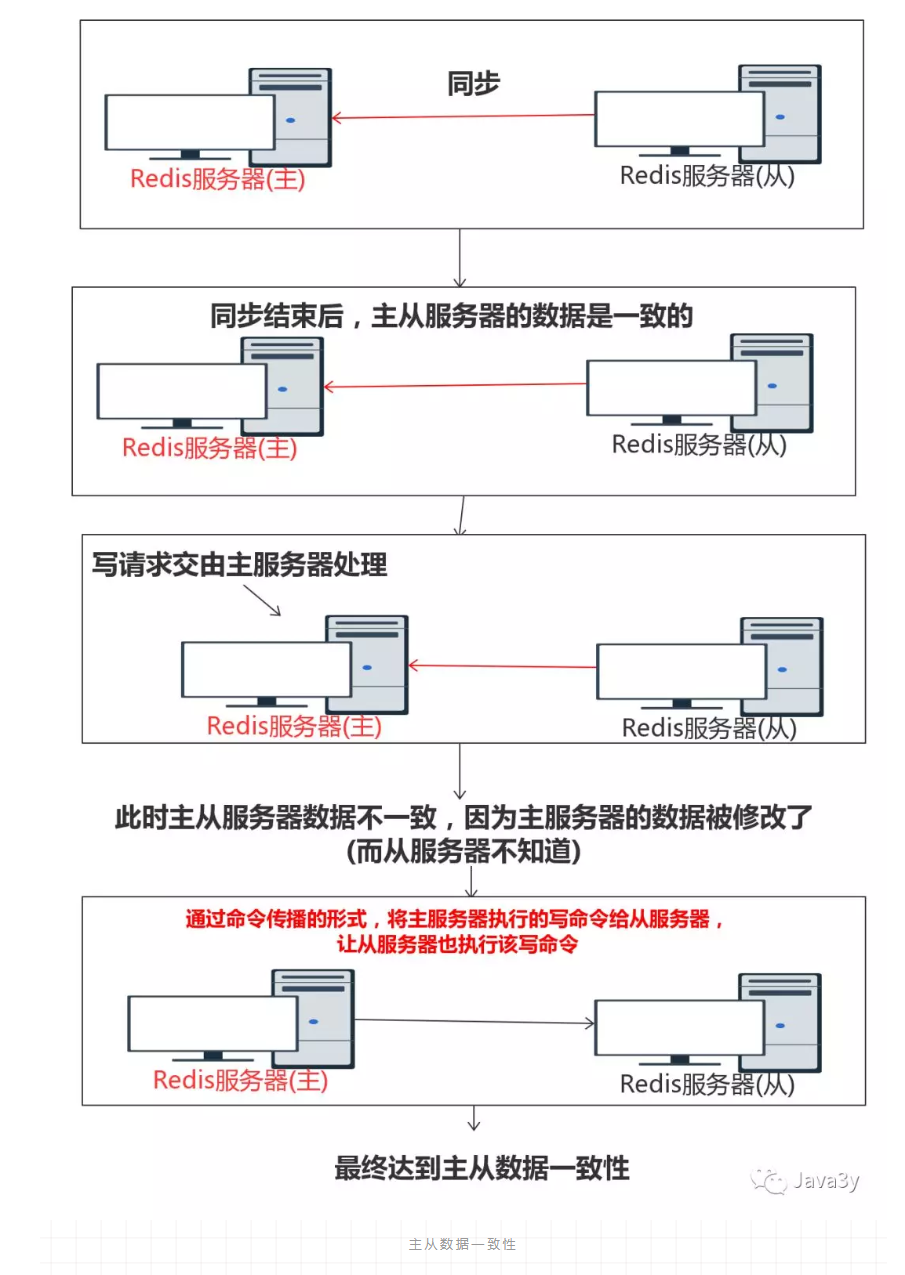 同步
Redis服务器(主)
Redis服务器(从)
同步结束后，主从服务器的数据是一致的
Redis服务器(主)
Redis服务器(从)
写请求交由主服务器处理
Redis服务器(主)
Redis服务器(从)
此时主从服务器数据不一致，因为主服务器的数据被修改了
(而从服务器不知道)
通过命令传播的形式，将主服务器执行的写命令给从服务器，
让从服务器也执行该写命令
Redis服务器(主)
Redis服务器(从)
最终达到主从数据一致性
Java3y
主从数据一致性